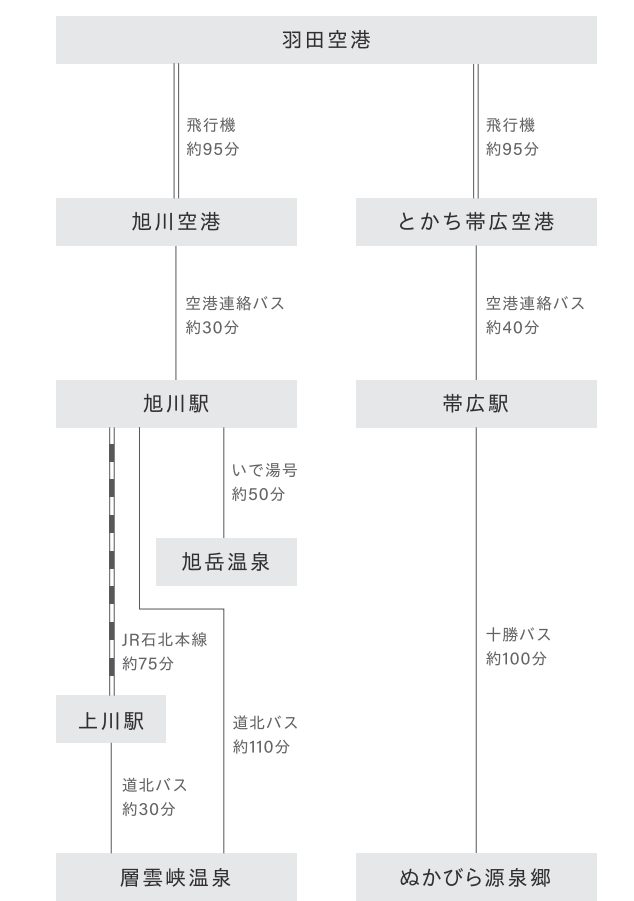 羽田空港
飛行機
約95分
飛行機
約95分
旭川空港
とかち帯広空港
空港連絡バス
約30分
空港連絡バス
約40分
旭川駅
帯広駅
いで湯号
約50分
旭岳温泉
JR石北本線
約75分
十勝バス
約100分
上川駅
道北バス
約110分
道北バス
約30分
層雲峡温泉
ぬかびら源泉郷